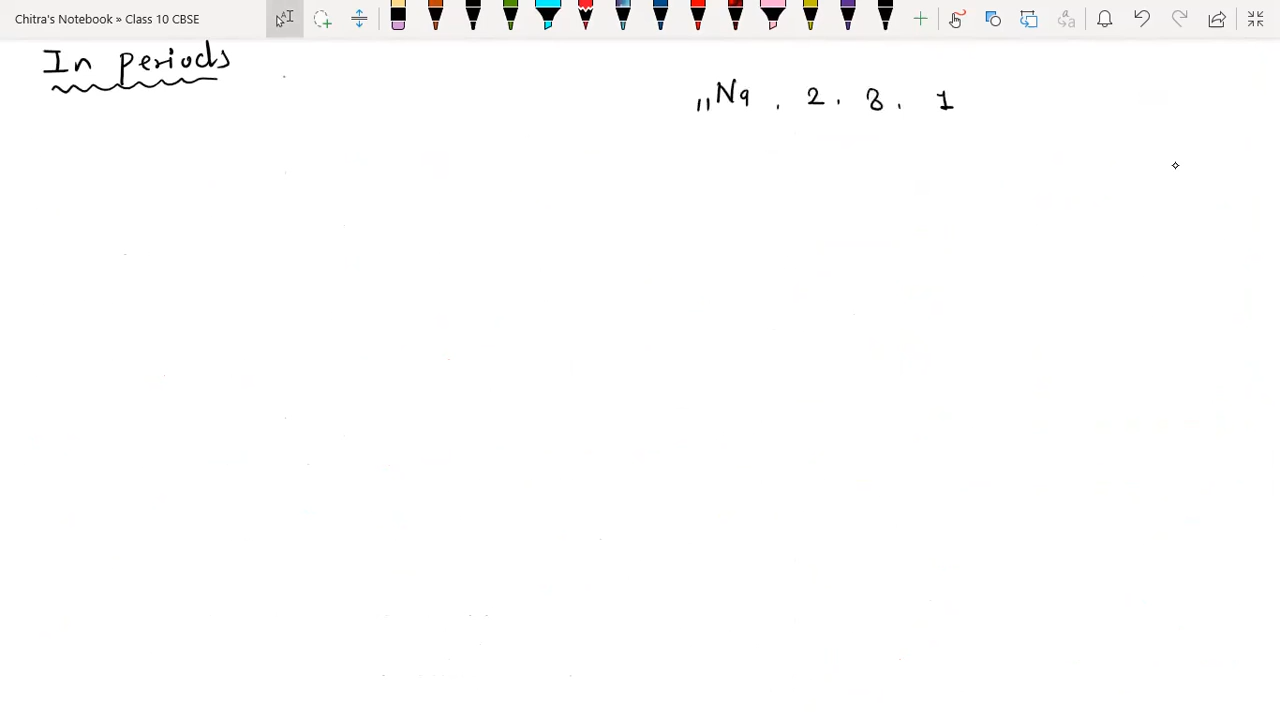 Chitra's Notebook » Class 10 CBSE
In periods
₁₁Na . 2 . 8 . 1